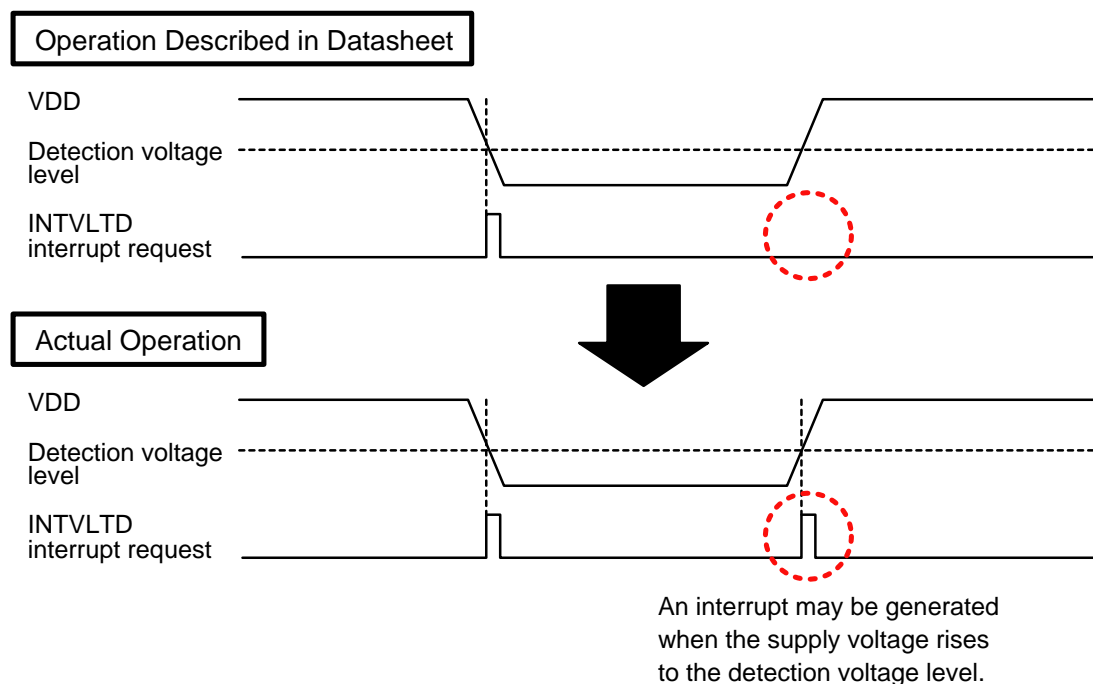 Operation Described in Datasheet
VDD
Detection voltage
level
INTVLTD
interrupt request
Actual Operation
VDD
Detection voltage
level
INTVLTD
interrupt request
An interrupt may be generated
when the supply voltage rises
to the detection voltage level.